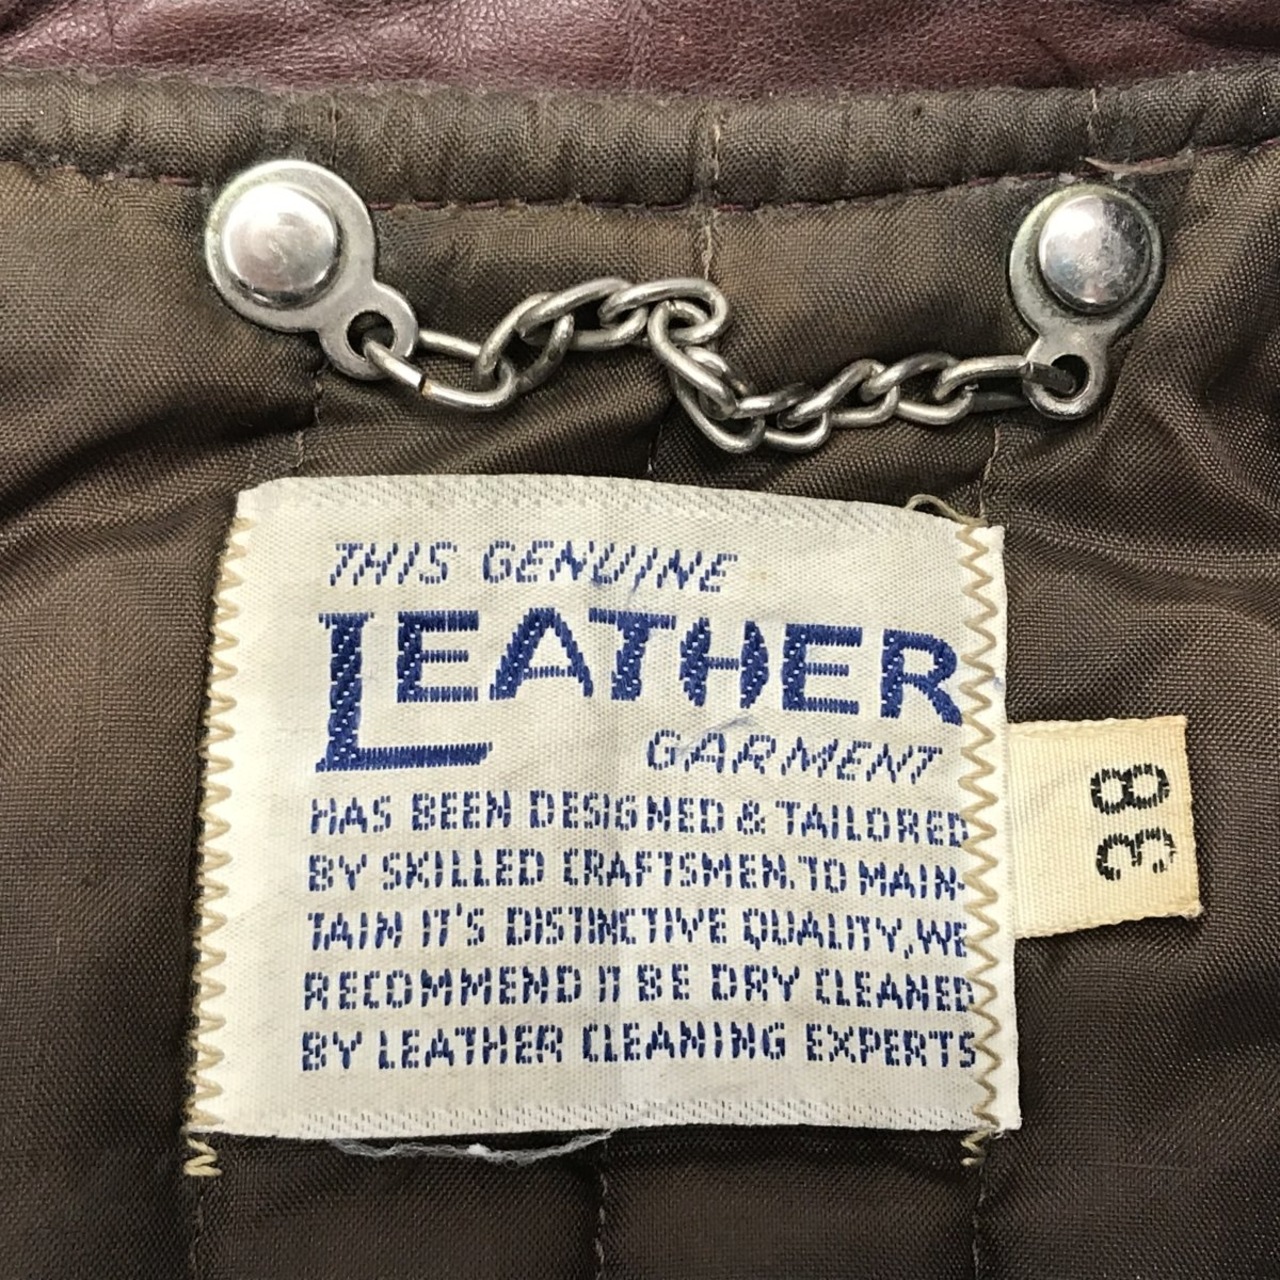 THIS GENUINE
LEATHER
GARMENT
HAS BEEN DESIGNED & TAILORED
BY SKILLED CRAFTSMEN. TO MAIN-
TAIN IT'S DISTINCTIVE QUALITY, WE
RECOMMEND IT BE DRY CLEANED
BY LEATHER CLEANING EXPERTS
38